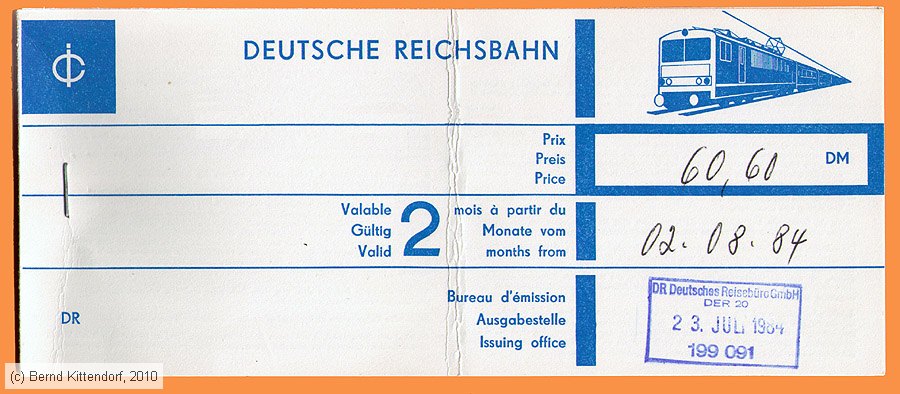 DEUTSCHE REICHSBAHN
Prix
Preis
Price
60,60 DM
Valable
Gültig
Valid
2
mois à partir du
Monate vom
months from
02.08.84
DR
Bureau d'émission
Ausgabestelle
Issuing office
DR Deutsches Reisebüro GmbH
DER 20
23. JULI 1984
199 091
(c) Bernd Kittendorf, 2010